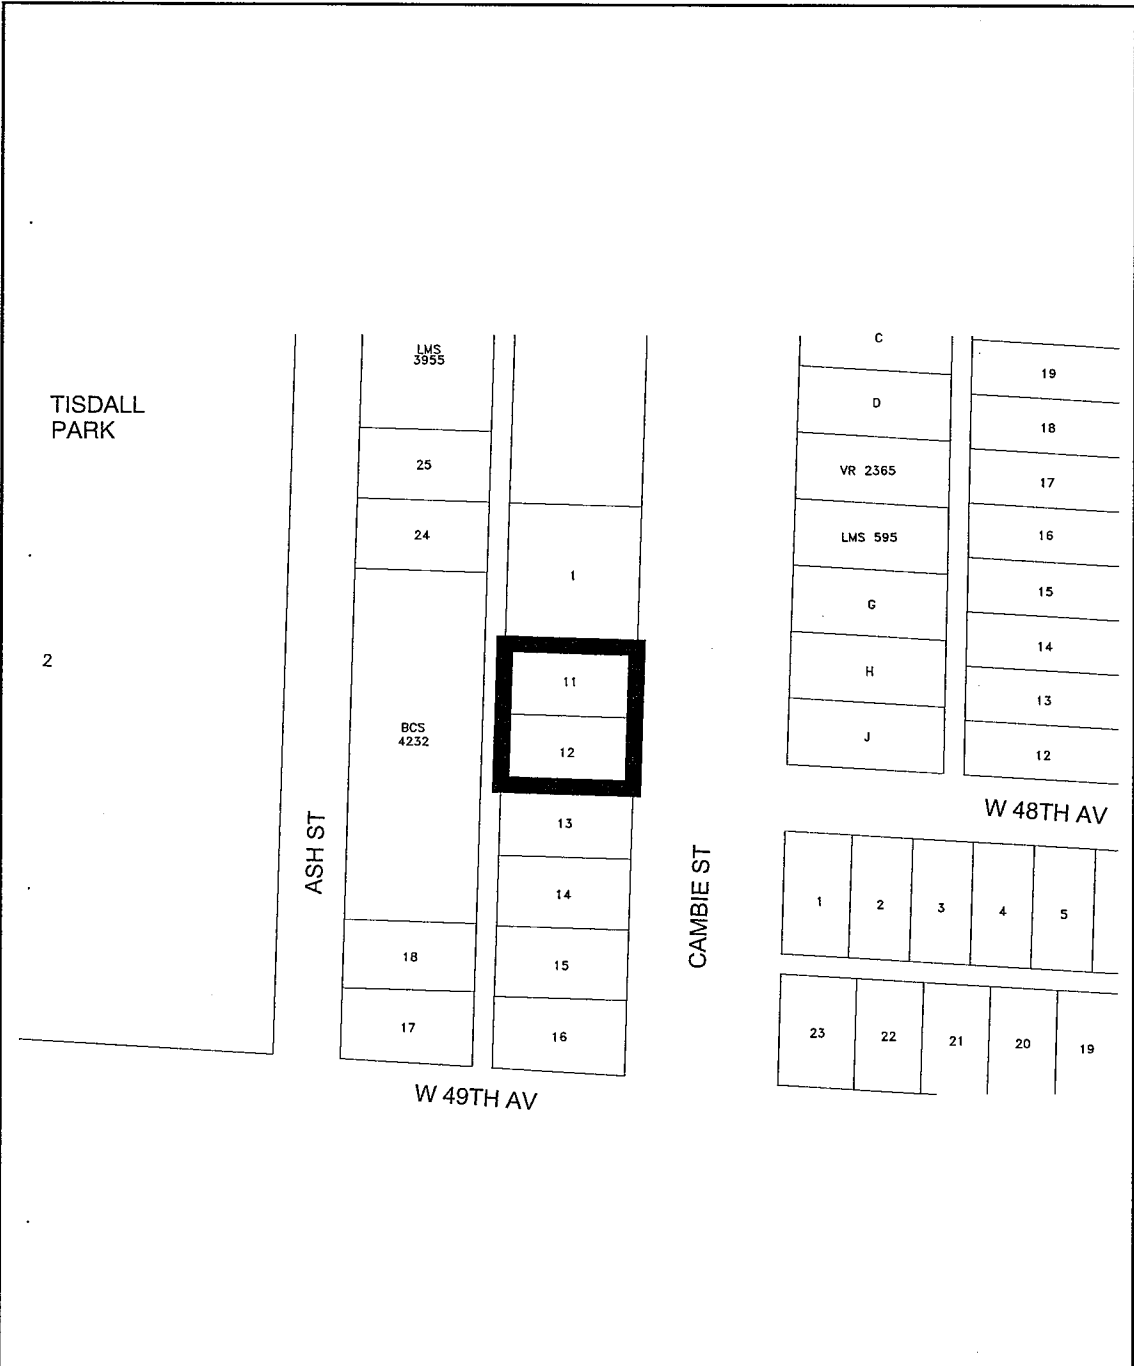 C
LMS
3955
19
TISDALL
PARK
D
18
25
VR 2365
17
24
LMS 595
16
1
15
G
2
14
11
H
13
BCS
4232
12
J
12
W 48TH AV
13
ASH ST
CAMBIE ST
14
1
2
3
4
5
18
15
17
16
23
22
21
20
19
W 49TH AV